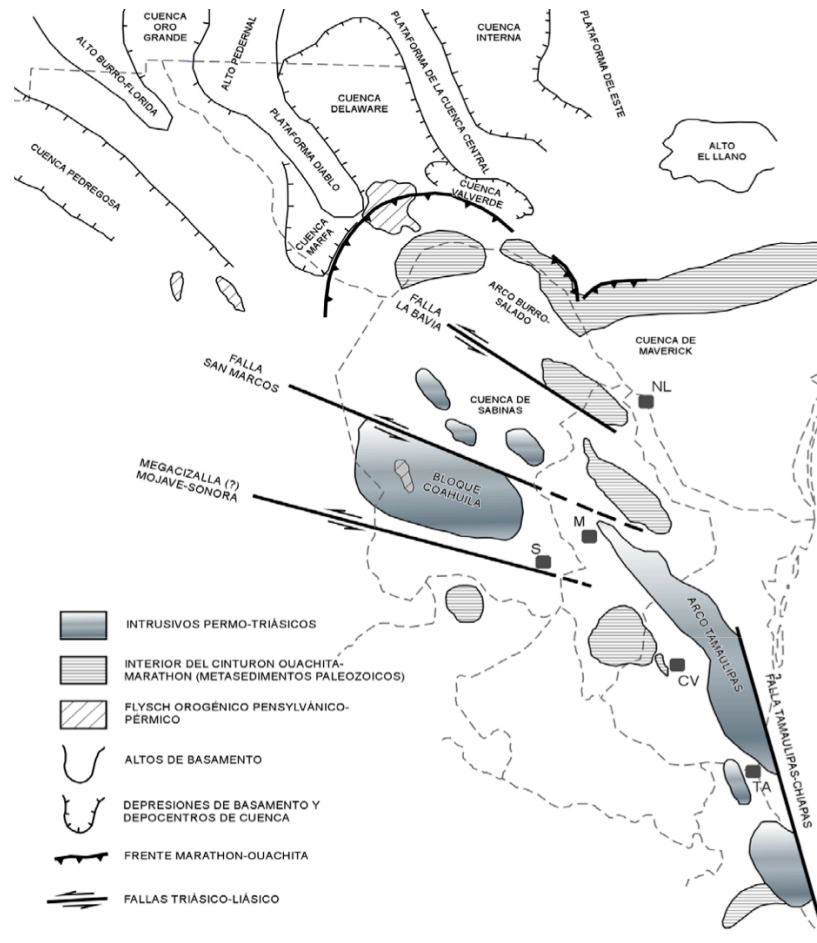 CUENCA
ORO
GRANDE
ALTO BURRO-FLORIDA
ALTO PEDERNAL
PLATAFORMA DE LA CUENCA CENTRAL
CUENCA
INTERNA
PLATAFORMA DEL ESTE
CUENCA
DELAWARE
PLATAFORMA DIABLO
ALTO
EL LLANO
CUENCA PEDREGOSA
CUENCA
VALVERDE
CUENCA
MARFA
FALLA
LA BAVIA
ARCO BURRO-
SALADO
CUENCA DE
MAVERICK
FALLA
SAN MARCOS
NL
CUENCA DE
SABINAS
MEGACIZALLA (?)
MOJAVE-SONORA
BLOQUE
COAHUILA
M
S
ARCO TAMAULIPAS
FALLA TAMAULIPAS-CHIAPAS
CV
TA
INTRUSIVOS PERMO-TRIÁSICOS
INTERIOR DEL CINTURON OUACHITA-
MARATHON (METASEDIMENTOS PALEOZOICOS)
FLYSCH OROGÉNICO PENSYLVÁNICO-
PÉRMICO
ALTOS DE BASAMENTO
DEPRESIONES DE BASAMENTO Y
DEPOCENTROS DE CUENCA
FRENTE MARATHON-OUACHITA
FALLAS TRIÁSICO-LIÁSICO